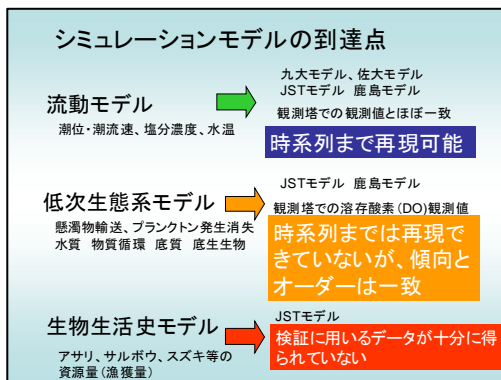 シミュレーションモデルの到達点
流動モデル
潮位・潮流速、塩分濃度、水温
九大モデル、佐大モデル
JSTモデル 鹿島モデル
観測塔での観測値とほぼ一致
時系列まで再現可能
低次生態系モデル
懸濁物輸送、プランクトン発生消失
水質 物質循環 底質 底生生物
JSTモデル 鹿島モデル
観測塔での溶存酸素(DO)観測値
時系列までは再現で
きていないが、傾向と
オーダーは一致
生物生活史モデル
アサリ、サルボウ、スズキ等の
資源量(漁獲量)
JSTモデル
検証に用いるデータが十分に得
られていない